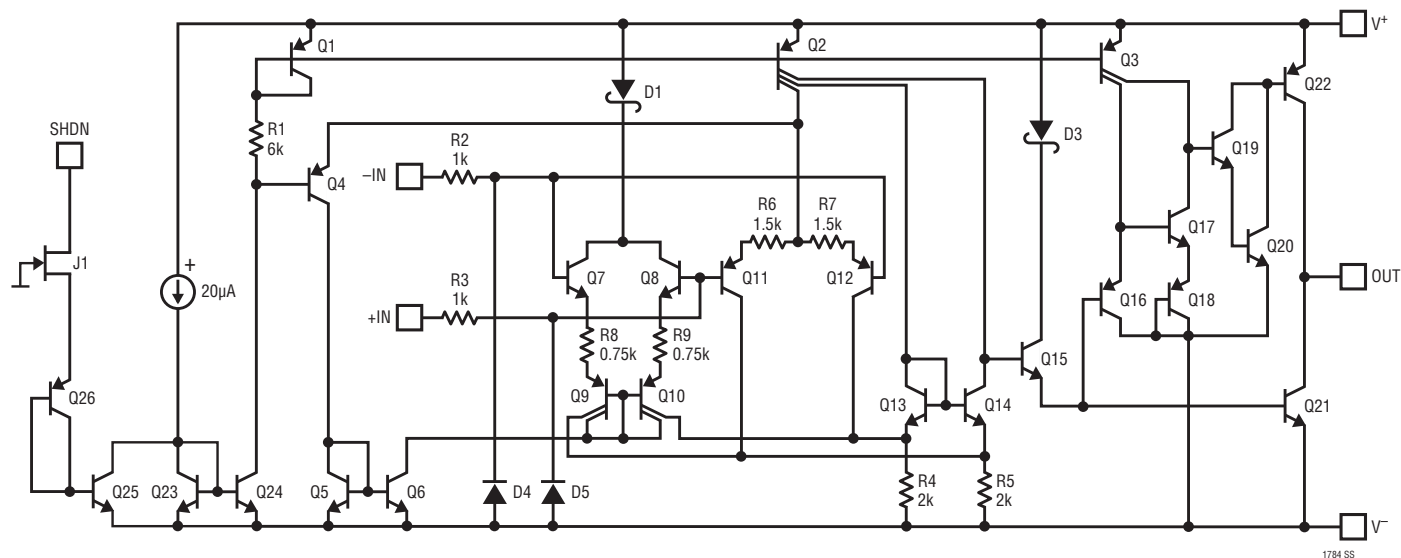 V+
Q1
Q2
Q3
Q22
D1
D3
SHDN
R1
6k
R2
1k
–IN
Q4
Q19
R6
1.5k
R7
1.5k
Q17
Q20
J1
+
20µA
R3
1k
+IN
Q7
Q8
Q11
Q12
OUT
Q16
Q18
R8
0.75k
R9
0.75k
Q15
Q26
Q9
Q10
Q13
Q14
Q21
Q25
Q23
Q24
Q5
Q6
D4
D5
R4
2k
R5
2k
V–
1784 SS